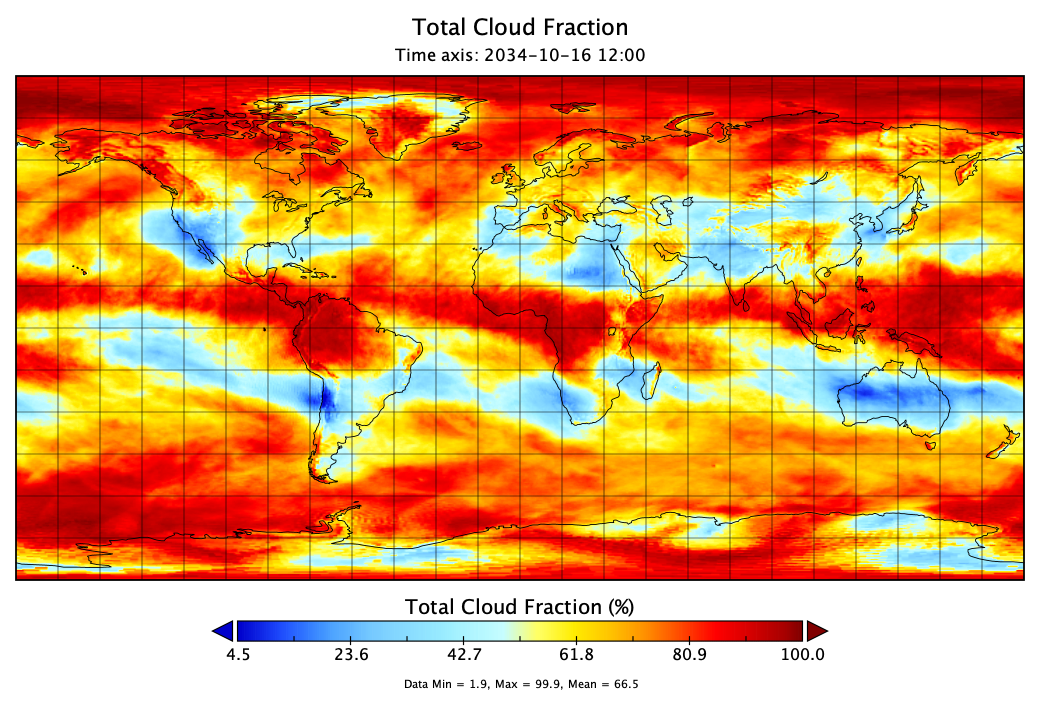 Total Cloud Fraction
Time axis: 2034-10-16 12:00
Total Cloud Fraction (%)
4.5 23.6 42.7 61.8 80.9 100.0
Data Min = 1.9, Max = 99.9, Mean = 66.5